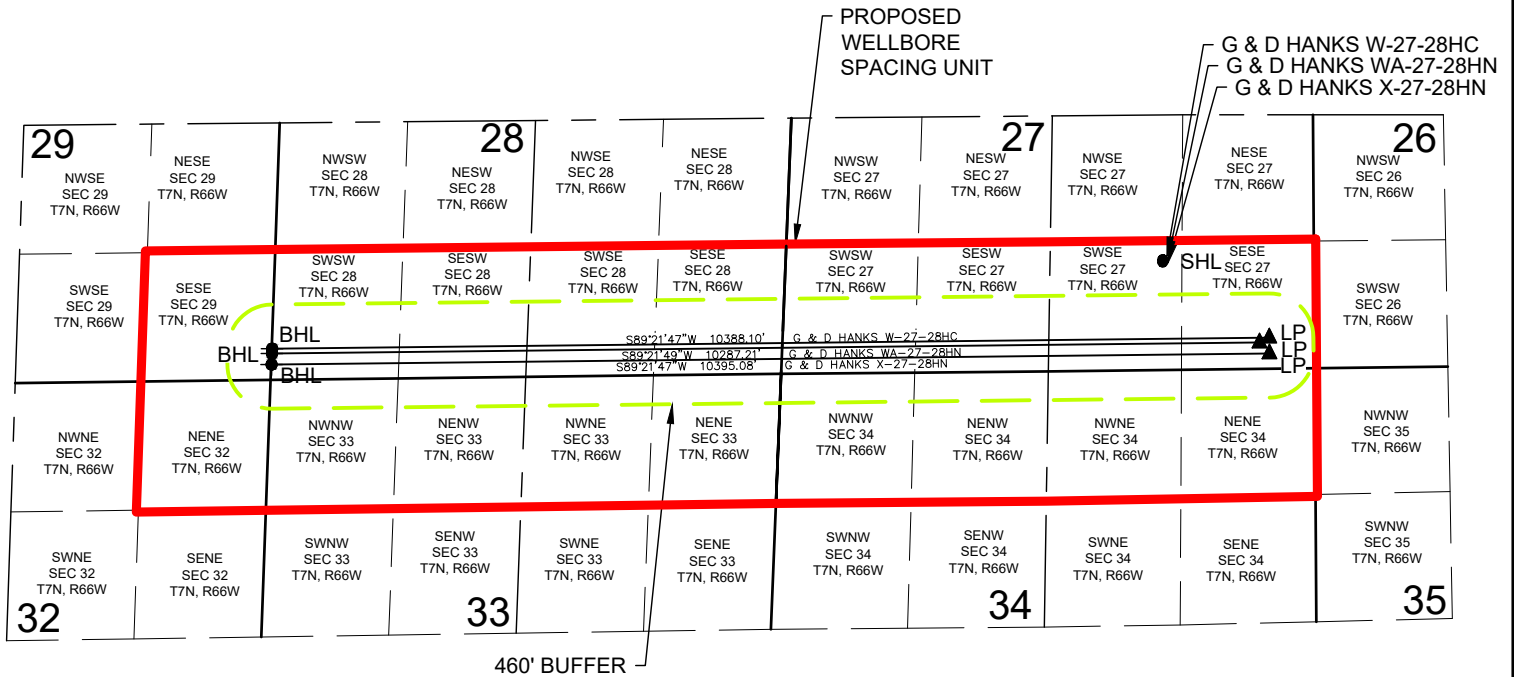 PROPOSED
WELLBORE
SPACING UNIT
G & D HANKS W-27-28HC
G & D HANKS WA-27-28HN
G & D HANKS X-27-28HN
29
28
27
26
NWSE
SEC 29
T7N, R66W
NESE
SEC 29
T7N, R66W
NWSW
SEC 28
T7N, R66W
NESW
SEC 28
T7N, R66W
NWSE
SEC 28
T7N, R66W
NESE
SEC 28
T7N, R66W
NWSW
SEC 27
T7N, R66W
NESW
SEC 27
T7N, R66W
NWSE
SEC 27
T7N, R66W
NESE
SEC 27
T7N, R66W
NWSW
SEC 26
T7N, R66W
SWSE
SEC 29
T7N, R66W
SESE
SEC 29
T7N, R66W
SWSW
SEC 28
T7N, R66W
SESW
SEC 28
T7N, R66W
SWSE
SEC 28
T7N, R66W
SESE
SEC 28
T7N, R66W
SWSW
SEC 27
T7N, R66W
SESW
SEC 27
T7N, R66W
SWSE
SEC 27
T7N, R66W
SHL
SESE
SEC 27
T7N, R66W
SWSW
SEC 26
T7N, R66W
BHL
BHL
BHL
S89°21'47"W 10388.10' G & D HANKS W-27-28HC
S89°21'49"W 10287.21' G & D HANKS WA-27-28HN
S89°21'47"W 10395.08' G & D HANKS X-27-28HN
LP
LP
LP
NWNE
SEC 32
T7N, R66W
NENE
SEC 32
T7N, R66W
NWNW
SEC 33
T7N, R66W
NENW
SEC 33
T7N, R66W
NWNE
SEC 33
T7N, R66W
NENE
SEC 33
T7N, R66W
NWNW
SEC 34
T7N, R66W
NENW
SEC 34
T7N, R66W
NWNE
SEC 34
T7N, R66W
NENE
SEC 34
T7N, R66W
NWNW
SEC 35
T7N, R66W
SWNE
SEC 32
T7N, R66W
SENE
SEC 32
T7N, R66W
SWNW
SEC 33
T7N, R66W
SENW
SEC 33
T7N, R66W
SWNE
SEC 33
T7N, R66W
SENE
SEC 33
T7N, R66W
SWNW
SEC 34
T7N, R66W
SENW
SEC 34
T7N, R66W
SWNE
SEC 34
T7N, R66W
SENE
SEC 34
T7N, R66W
SWNW
SEC 35
T7N, R66W
32
33
34
35
460' BUFFER